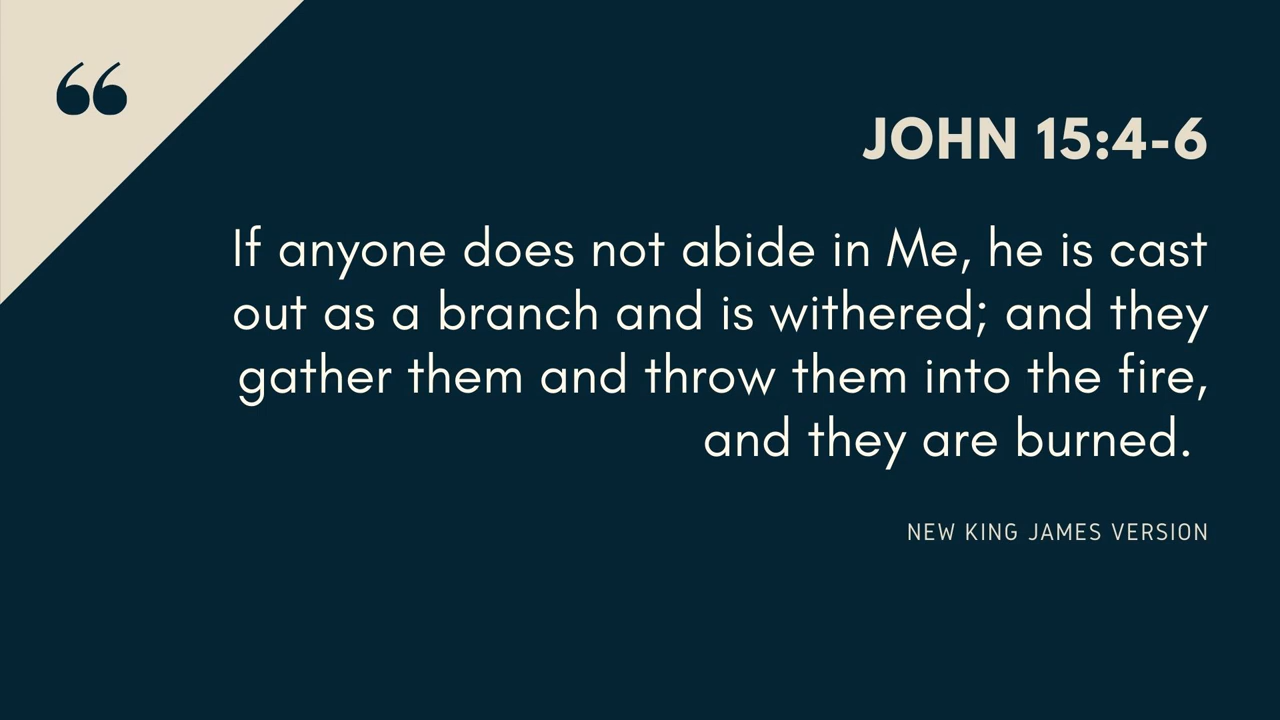 “
JOHN 15:4-6
If anyone does not abide in Me, he is cast
out as a branch and is withered; and they
gather them and throw them into the fire,
and they are burned.
NEW KING JAMES VERSION